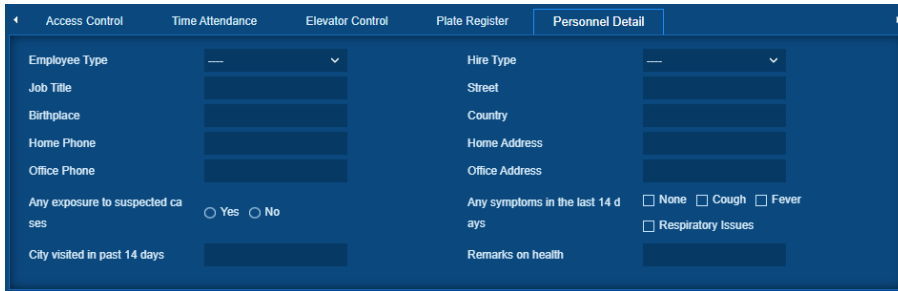 Access Control Time Attendance Elevator Control Plate Register Personnel Detail
Employee Type ---- Hire Type ----
Job Title Street
Birthplace Country
Home Phone Home Address
Office Phone Office Address
Any exposure to suspected ca
ses
Yes No
Any symptoms in the last 14 d
ays
None Cough Fever
Respiratory Issues
City visited in past 14 days Remarks on health